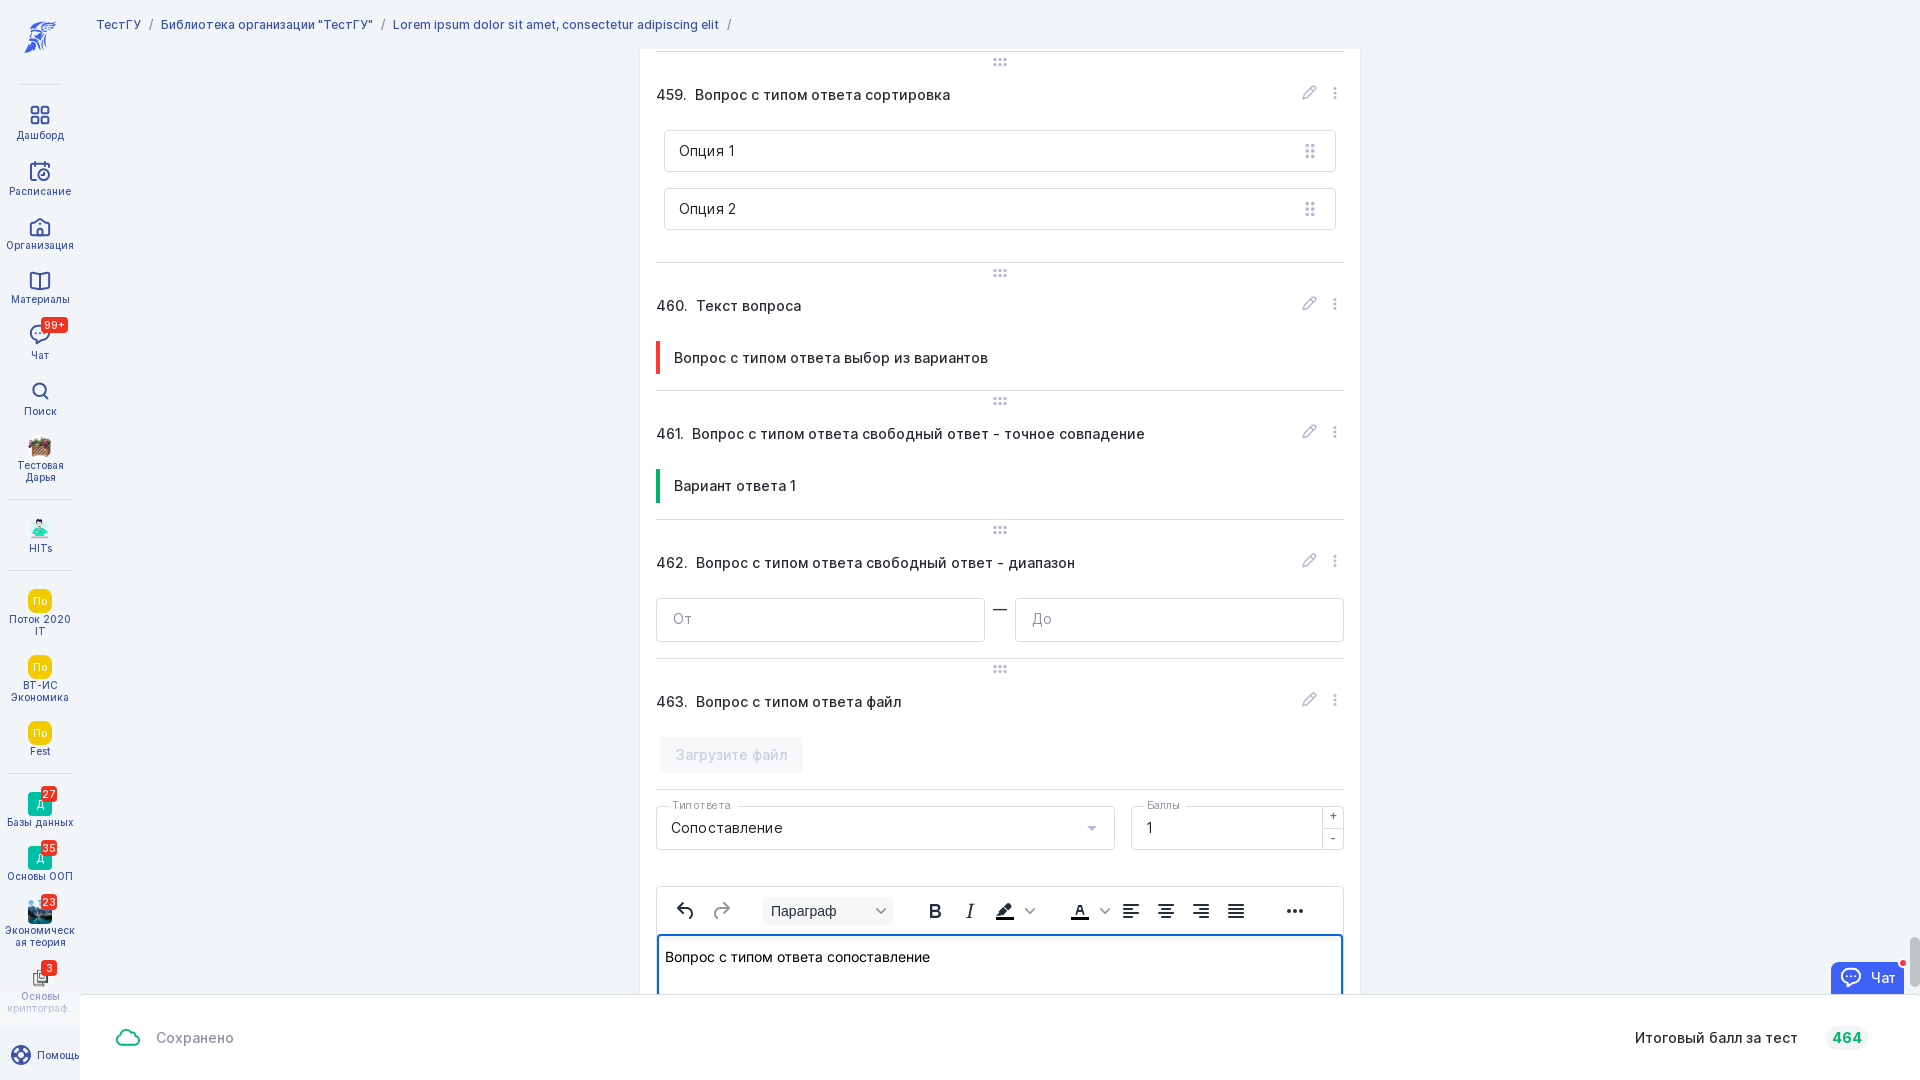 ТестГУ / Библиотека организации "ТестГУ" / Lorem ipsum dolor sit amet, consectetur adipiscing elit /
Дашборд
Расписание
Организация
Материалы
99+
Чат
Поиск
Тестовая
Дарья
HITs
По
Поток 2020
IT
По
ВТ-ИС
Экономика
По
Fest
27
Д
Базы данных
35
Д
Основы ООП
23
Экономическ
ая теория
3
Основы
криптограф...
Помощь
459. Вопрос с типом ответа сортировка
Опция 1
Опция 2
460. Текст вопроса
Вопрос с типом ответа выбор из вариантов
461. Вопрос с типом ответа свободный ответ - точное совпадение
Вариант ответа 1
462. Вопрос с типом ответа свободный ответ - диапазон
От — До
463. Вопрос с типом ответа файл
Загрузите файл
Тип ответа
Сопоставление
Баллы
1
+
-
Параграф
B I A
Вопрос с типом ответа сопоставление
Чат
Сохранено
Итоговый балл за тест 464